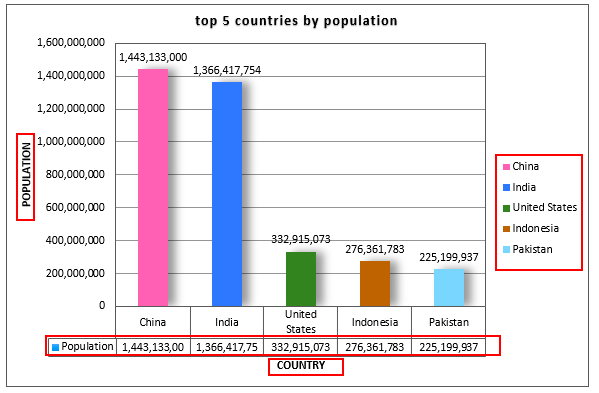 top 5 countries by population
1,600,000,000
1,400,000,000
1,200,000,000
1,000,000,000
800,000,000
600,000,000
400,000,000
200,000,000
0
POPULATION
1,443,133,000
1,366,417,754
332,915,073
276,361,783
225,199,937
China
India
United States
Indonesia
Pakistan
China
India
United
States
Indonesia
Pakistan
Population 1,443,133,00 1,366,417,75 332,915,073 276,361,783 225,199,937
COUNTRY